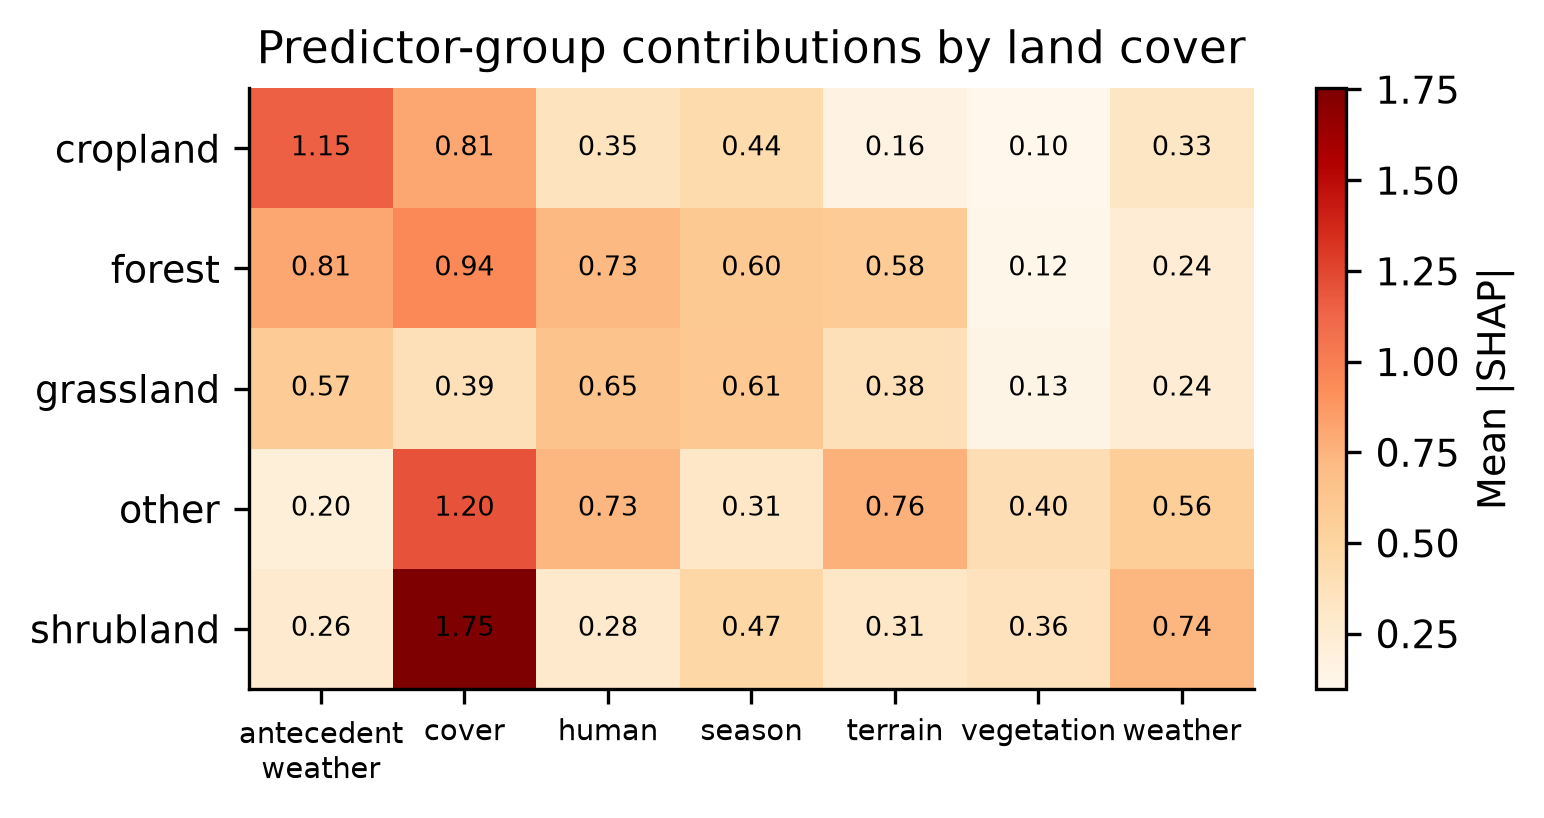 Predictor-group contributions by land cover
cropland 1.15 0.81 0.35 0.44 0.16 0.10 0.33
forest 0.81 0.94 0.73 0.60 0.58 0.12 0.24
grassland 0.57 0.39 0.65 0.61 0.38 0.13 0.24
other 0.20 1.20 0.73 0.31 0.76 0.40 0.56
shrubland 0.26 1.75 0.28 0.47 0.31 0.36 0.74
antecedent weather cover human season terrain vegetation weather
1.75
1.50
1.25
1.00
0.75
0.50
0.25
Mean |SHAP|